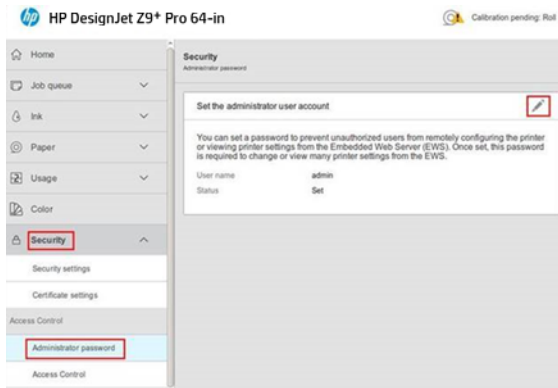 hp HP DesignJet Z9+ Pro 64-in
Calibration pending: Roll
Home
Job queue
Ink
Paper
Usage
Color
Security
Security settings
Certificate settings
Access Control
Administrator password
Access Control
Security
Administrator password
Set the administrator user account
You can set a password to prevent unauthorized users from remotely configuring the printer
or viewing printer settings from the Embedded Web Server (EWS). Once set, this password
is required to change or view many printer settings from the EWS.
User name admin
Status Set